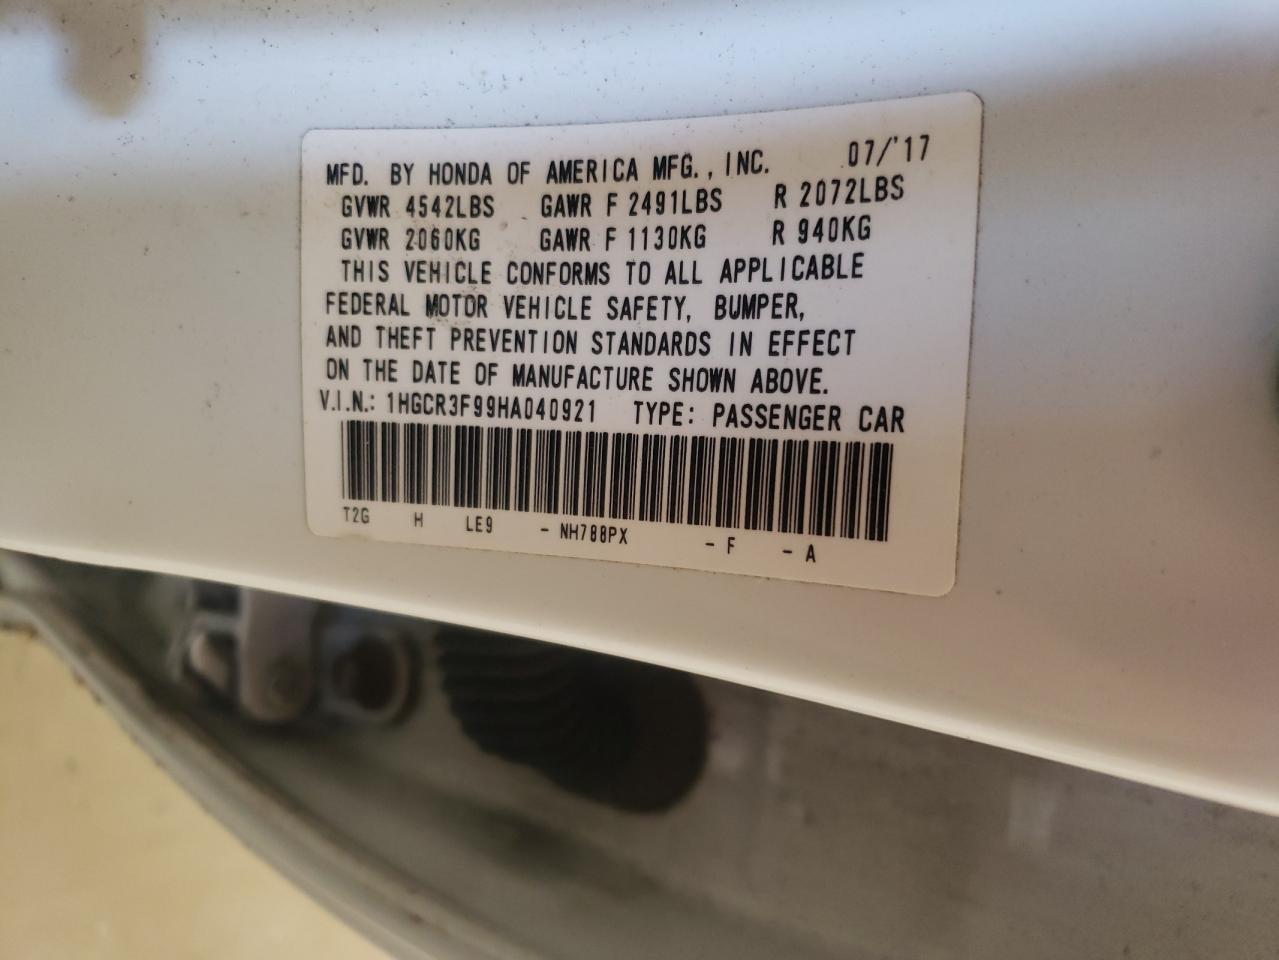 MFD. BY HONDA OF AMERICA MFG., INC. 07/'17
GVWR 4542LBS GAWR F 2491LBS R 2072LBS
GVWR 2060KG GAWR F 1130KG R 940KG
THIS VEHICLE CONFORMS TO ALL APPLICABLE
FEDERAL MOTOR VEHICLE SAFETY, BUMPER,
AND THEFT PREVENTION STANDARDS IN EFFECT
ON THE DATE OF MANUFACTURE SHOWN ABOVE.
V.I.N.: 1HGCR3F99HA040921 TYPE: PASSENGER CAR
T2G H LE9 - NH788PX - F - A